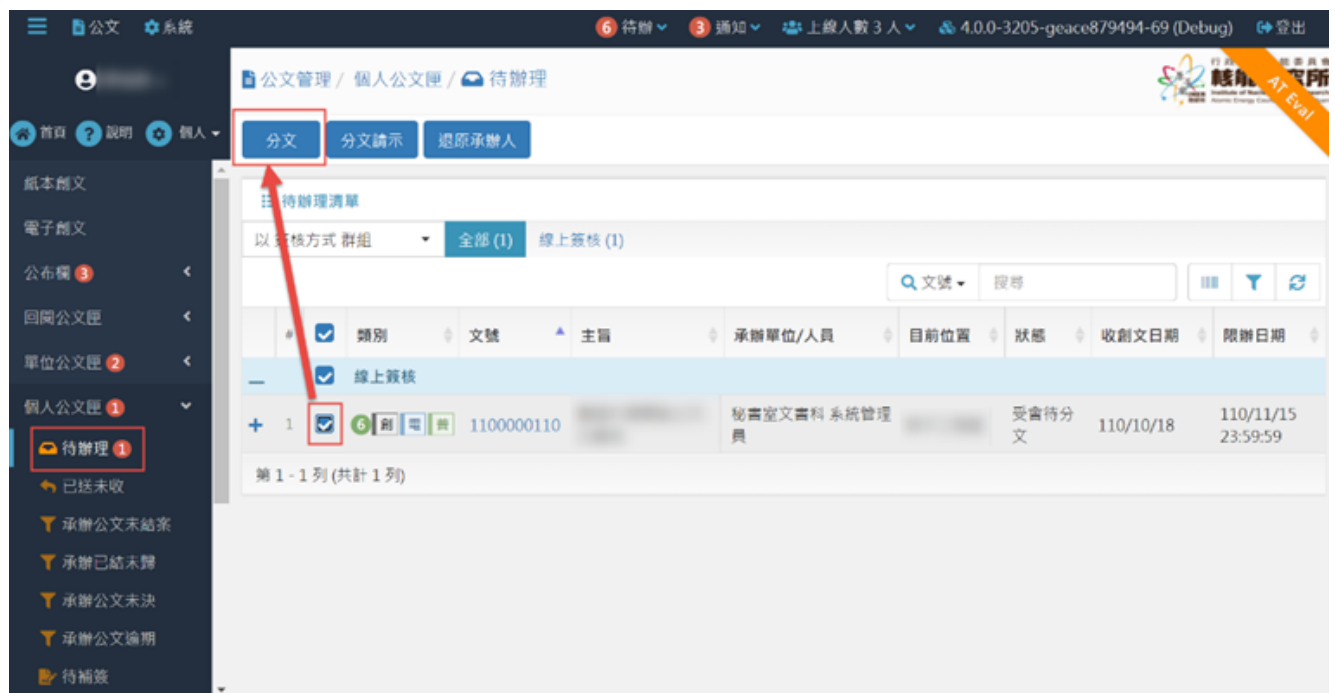 公文 系統 6 待辦 3 通知 上線人數 3 人 4.0.0-3205-geace879494-69 (Debug) 登出
公文管理 / 個人公文匣 / 待辦理
AT Eval
首頁 說明 個人
分文 分文請示 退原承辦人
紙本創文
電子創文
公布欄 3
回閱公文匣
單位公文匣 2
個人公文匣 1
待辦理 1
已送未收
承辦公文未結案
承辦已結未歸
承辦公文未決
承辦公文逾期
待補簽
待辦理清單
以 簽核方式 群組 全部 (1) 線上簽核 (1)
文號 搜尋
# 類別 文號 主旨 承辦單位/人員 目前位置 狀態 收創文日期 限辦日期
線上簽核
1 6 創 電 普 1100000110 秘書室文書科 系統管理員 受會待分文 110/10/18 110/11/15 23:59:59
第 1 - 1 列 (共計 1 列)